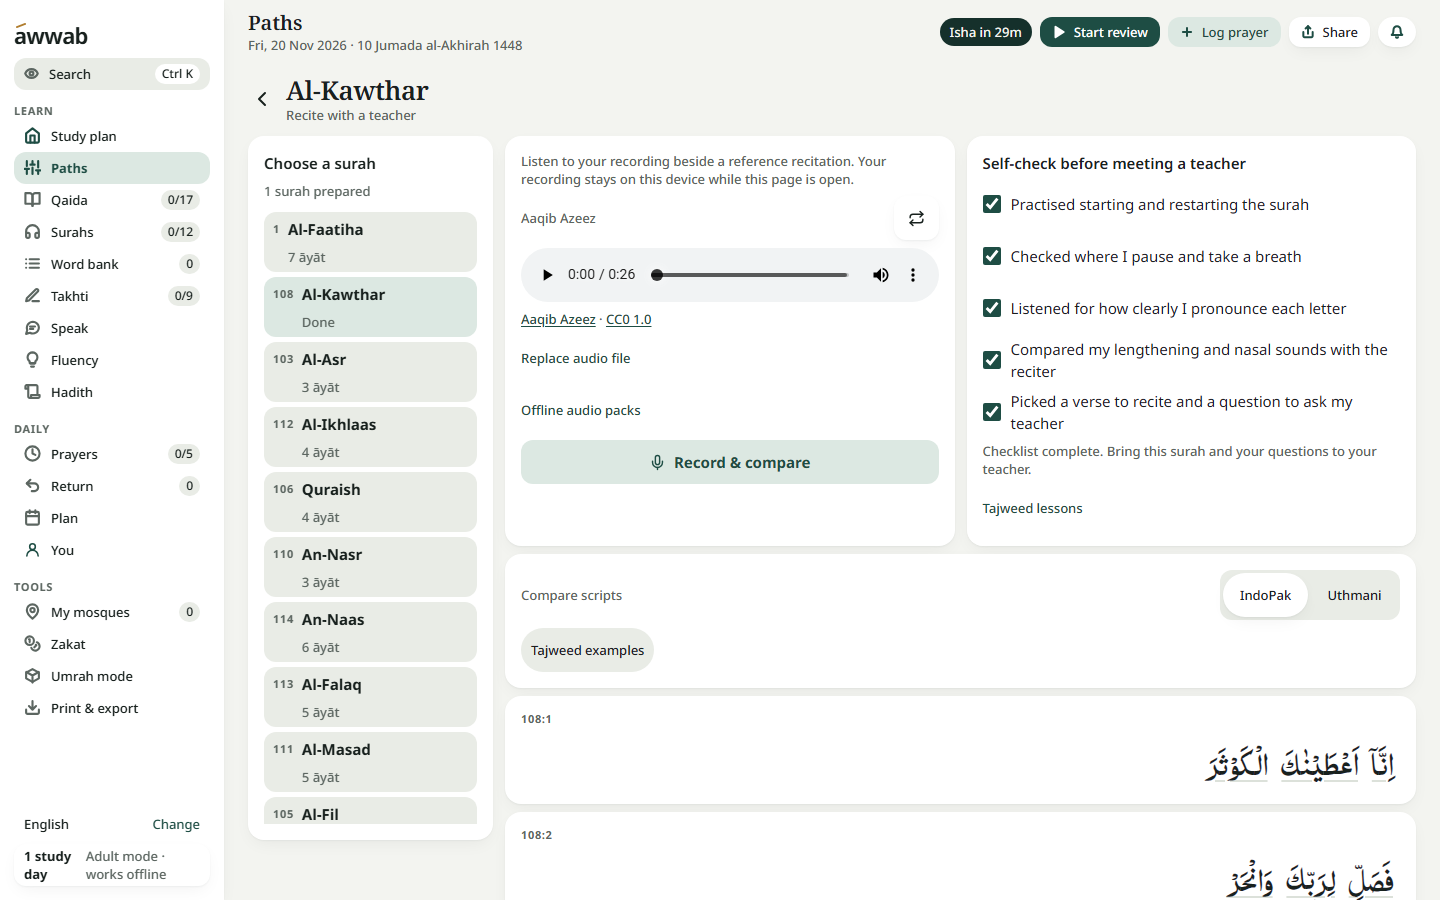 awwab
Search
Ctrl K
LEARN
Study plan
Paths
Qaida
0/17
Surahs
0/12
Word bank
0
Takhti
0/9
Speak
Fluency
Hadith
DAILY
Prayers
0/5
Return
0
Plan
You
TOOLS
My mosques
0
Zakat
Umrah mode
Print & export
English
Change
1 study day
Adult mode · works offline
Paths
Fri, 20 Nov 2026 · 10 Jumada al-Akhirah 1448
Isha in 29m
Start review
Log prayer
Share
Al-Kawthar
Recite with a teacher
Choose a surah
1 surah prepared
1 Al-Faatiha
7 āyāt
108 Al-Kawthar
Done
103 Al-Asr
3 āyāt
112 Al-Ikhlaas
4 āyāt
106 Quraish
4 āyāt
110 An-Nasr
3 āyāt
114 An-Naas
6 āyāt
113 Al-Falaq
5 āyāt
111 Al-Masad
5 āyāt
105 Al-Fil
Listen to your recording beside a reference recitation. Your
recording stays on this device while this page is open.
Aaqib Azeez
0:00 / 0:26
Aaqib Azeez · CC0 1.0
Replace audio file
Offline audio packs
Record & compare
Self-check before meeting a teacher
Practised starting and restarting the surah
Checked where I pause and take a breath
Listened for how clearly I pronounce each letter
Compared my lengthening and nasal sounds with the
reciter
Picked a verse to recite and a question to ask my
teacher
Checklist complete. Bring this surah and your questions to your
teacher.
Tajweed lessons
Compare scripts
IndoPak
Uthmani
Tajweed examples
108:1
اِنَّاۤ اَعْطَيْنٰكَ الْكَوْثَرَ
108:2
فَصَلِّ لِرَبِّكَ وَانْحَرْ